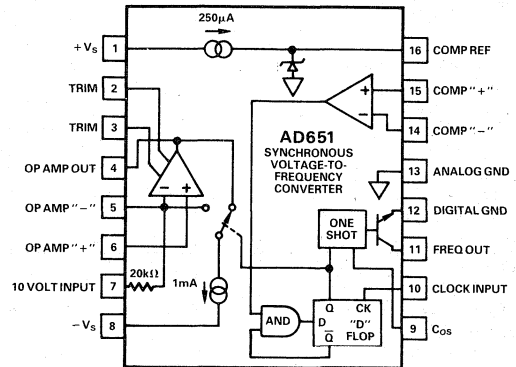 250μA
+VS 1
16 COMP REF
TRIM 2
15 COMP "+"
TRIM 3
14 COMP "–"
+
–
AD651
SYNCHRONOUS
VOLTAGE-TO-
FREQUENCY
CONVERTER
OP AMP OUT 4
13 ANALOG GND
– +
OP AMP "–" 5
12 DIGITAL GND
ONE
SHOT
OP AMP "+" 6
11 FREQ OUT
20kΩ
10 VOLT INPUT 7
1mA
10 CLOCK INPUT
Q CK
AND
D "D"
Q̅ FLOP
–VS 8
9 COS